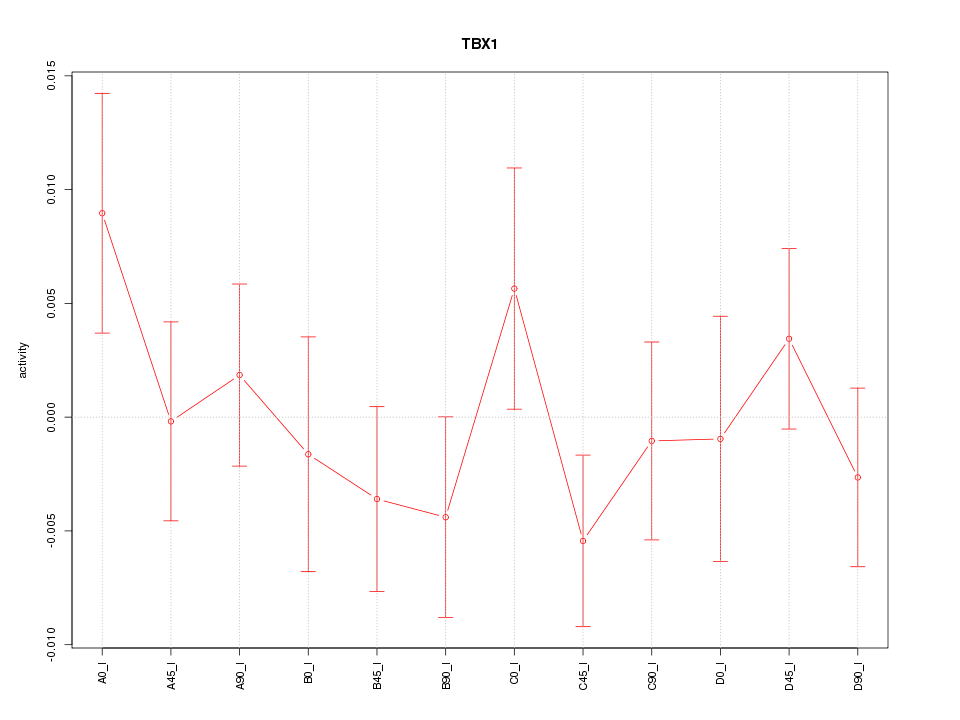 TBX1
activity
0.015
0.010
0.005
0.000
-0.005
-0.010
A0_I
A45_I
A90_I
B0_I
B45_I
B90_I
C0_I
C45_I
C90_I
D0_I
D45_I
D90_I